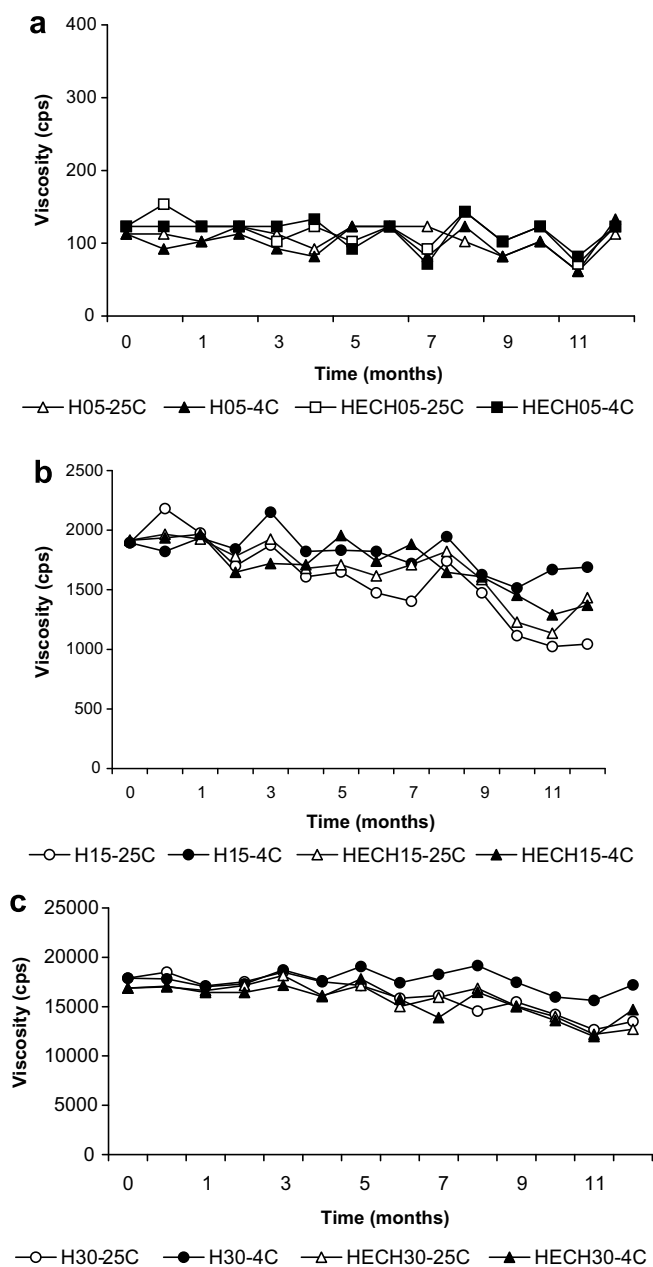 a
400
300
200
100
0
Viscosity (cps)
0 1 3 5 7 9 11
Time (months)
H05-25C H05-4C HECH05-25C HECH05-4C
b
2500
2000
1500
1000
500
0
Viscosity (cps)
0 1 3 5 7 9 11
Time (months)
H15-25C H15-4C HECH15-25C HECH15-4C
c
25000
20000
15000
10000
5000
0
Viscosity (cps)
0 1 3 5 7 9 11
Time (months)
H30-25C H30-4C HECH30-25C HECH30-4C